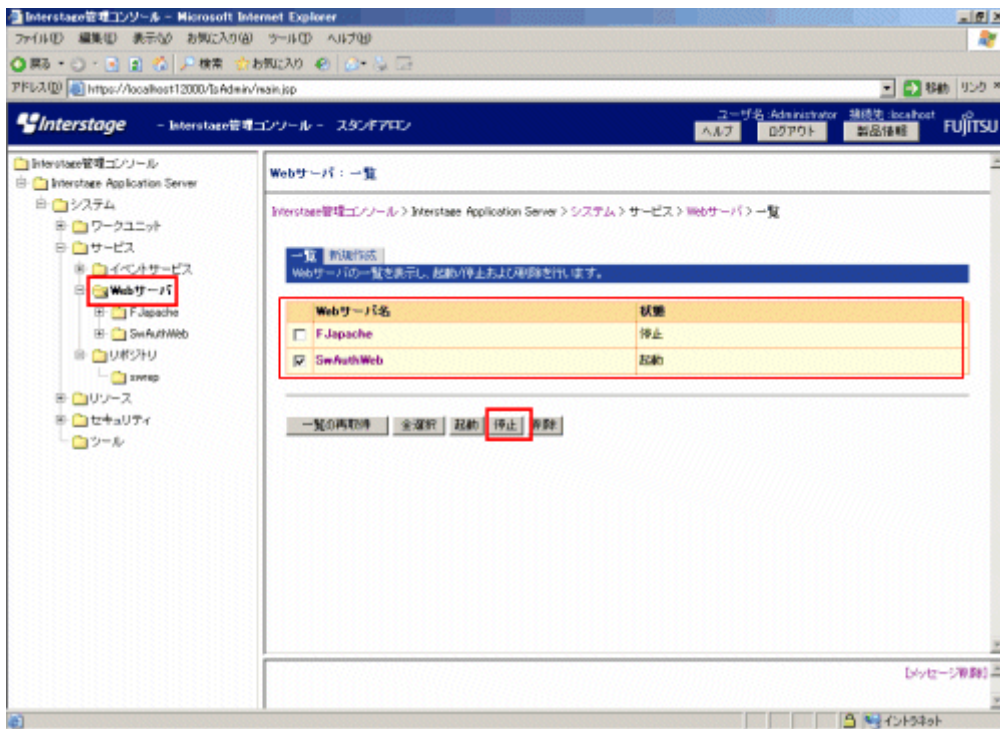 Interstage管理コンソール - Microsoft Internet Explorer
ファイル(F) 編集(E) 表示(V) お気に入り(A) ツール(T) ヘルプ(H)
戻る 検索 お気に入り
アドレス(D) https://localhost:12000/IsAdmin/main.jsp 移動 リンク
Interstage - Interstage管理コンソール - スタンドアロン ユーザ名:Administrator 接続先:localhost
ヘルプ ログアウト 製品情報 FUJITSU
Interstage管理コンソール
Interstage Application Server
システム
ワークユニット
サービス
イベントサービス
Webサーバ
FJapache
SwAuthWeb
リポジトリ
swrep
リソース
セキュリティ
ツール
Webサーバ : 一覧
Interstage管理コンソール > Interstage Application Server > システム > サービス > Webサーバ > 一覧
一覧 新規作成
Webサーバの一覧を表示し、起動/停止および削除を行います。
Webサーバ名 状態
FJapache 停止
SwAuthWeb 起動
一覧の再取得 全選択 起動 停止 削除
[メッセージ削除]
イントラネット